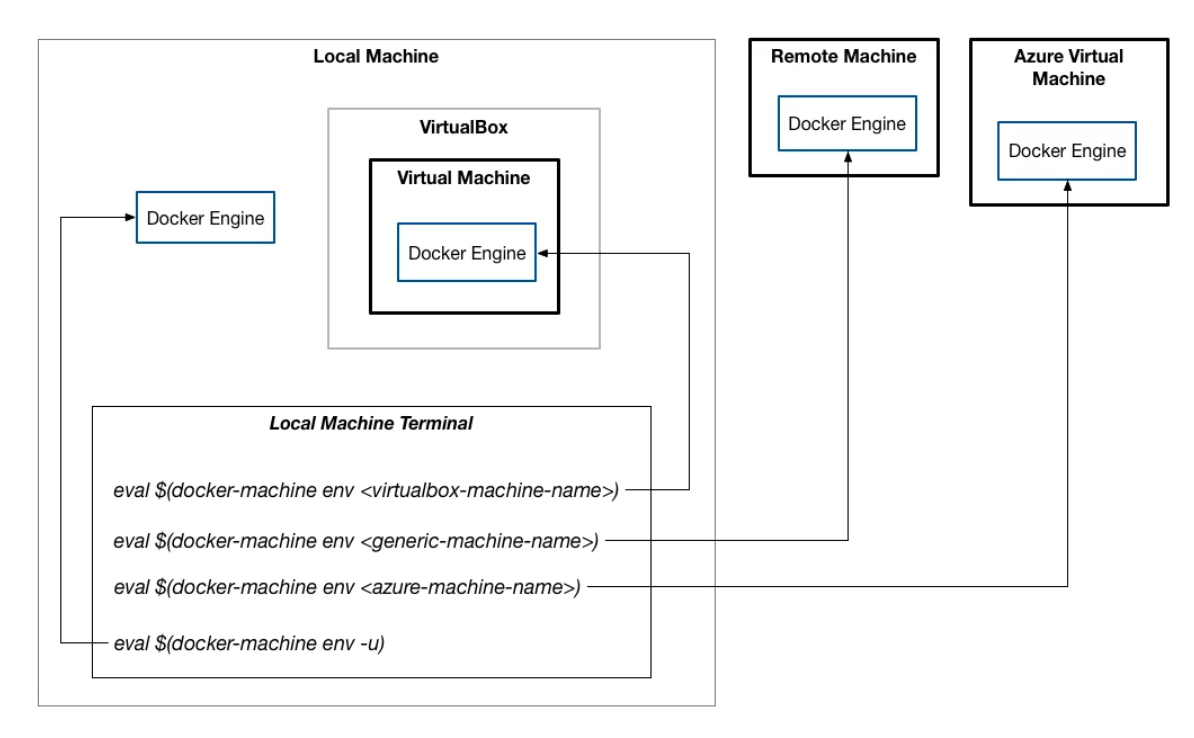 Local Machine
Remote Machine
Azure Virtual
Machine
Docker Engine
Docker Engine
VirtualBox
Virtual Machine
Docker Engine
Docker Engine
Local Machine Terminal
eval $(docker-machine env <virtualbox-machine-name>)
eval $(docker-machine env <generic-machine-name>)
eval $(docker-machine env <azure-machine-name>)
eval $(docker-machine env -u)